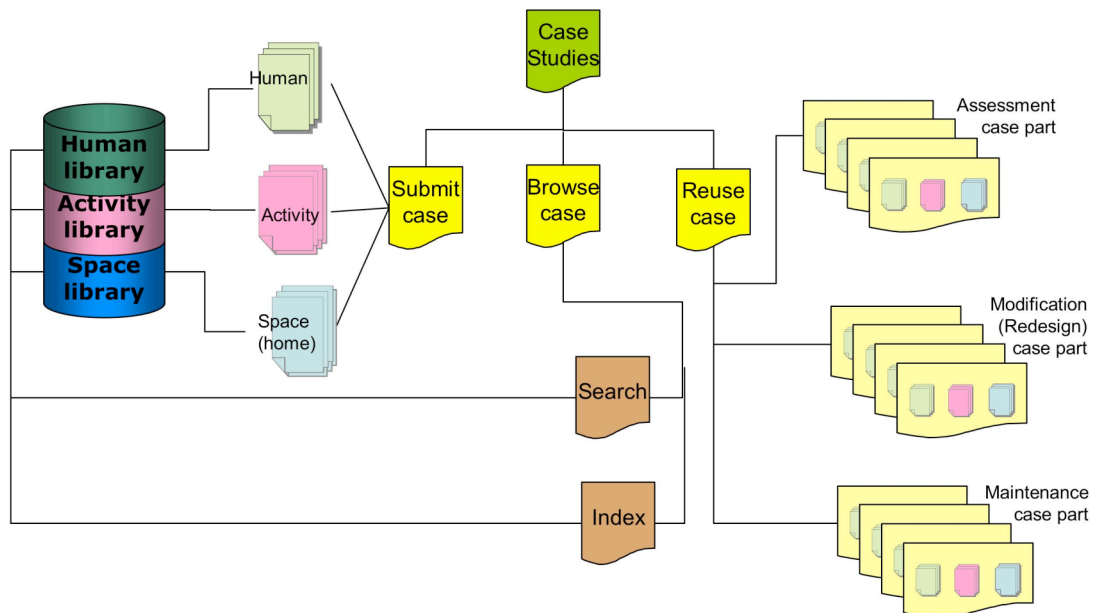 Case
Studies
Human
Assessment
case part
Human
library
Activity
library
Space
library
Activity
Submit
case
Browse
case
Reuse
case
Space
(home)
Modification
(Redesign)
case part
Search
Maintenance
case part
Index